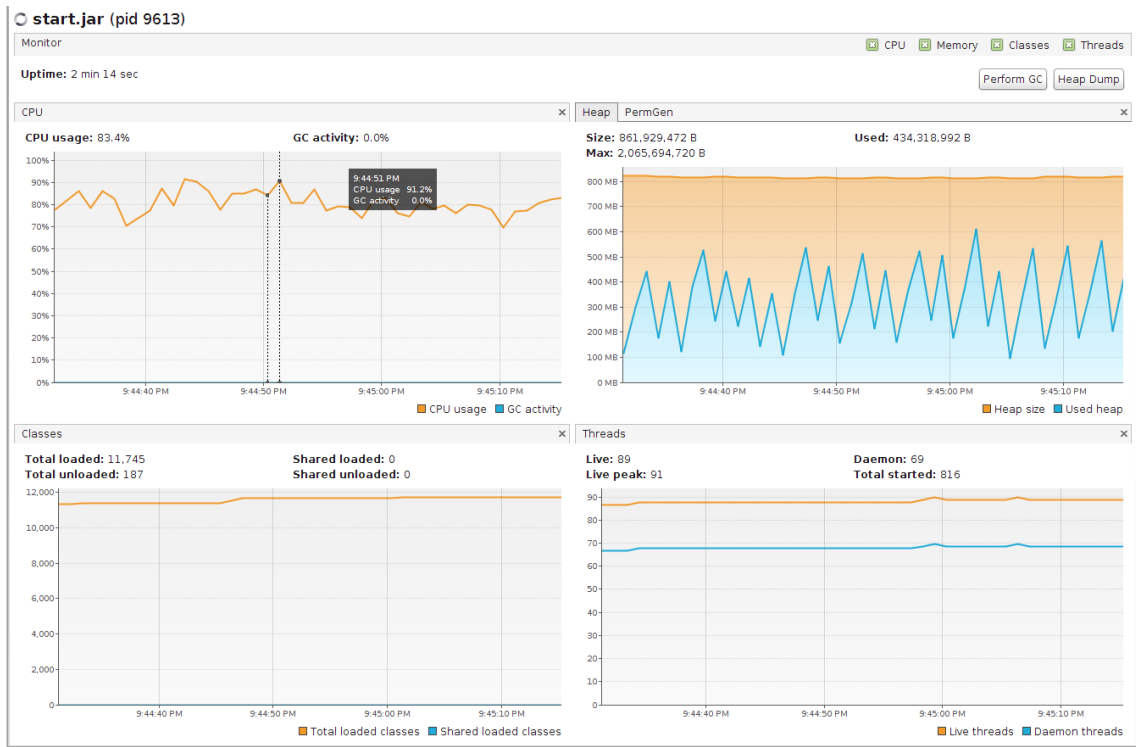 start.jar (pid 9613)
Monitor
CPU Memory Classes Threads
Uptime: 2 min 14 sec
Perform GC Heap Dump
CPU
CPU usage: 83.4% GC activity: 0.0%
100%
90%
80%
70%
60%
50%
40%
30%
20%
10%
0%
9:44:51 PM
CPU usage 91.2%
GC activity 0.0%
9:44:40 PM 9:44:50 PM 9:45:00 PM 9:45:10 PM
CPU usage GC activity
Heap PermGen
Size: 861,929,472 B Used: 434,318,992 B
Max: 2,065,694,720 B
800 MB
700 MB
600 MB
500 MB
400 MB
300 MB
200 MB
100 MB
0 MB
9:44:40 PM 9:44:50 PM 9:45:00 PM 9:45:10 PM
Heap size Used heap
Classes
Total loaded: 11,745 Shared loaded: 0
Total unloaded: 187 Shared unloaded: 0
12,000
10,000
8,000
6,000
4,000
2,000
0
9:44:40 PM 9:44:50 PM 9:45:00 PM 9:45:10 PM
Total loaded classes Shared loaded classes
Threads
Live: 89 Daemon: 69
Live peak: 91 Total started: 816
90
80
70
60
50
40
30
20
10
0
9:44:40 PM 9:44:50 PM 9:45:00 PM 9:45:10 PM
Live threads Daemon threads